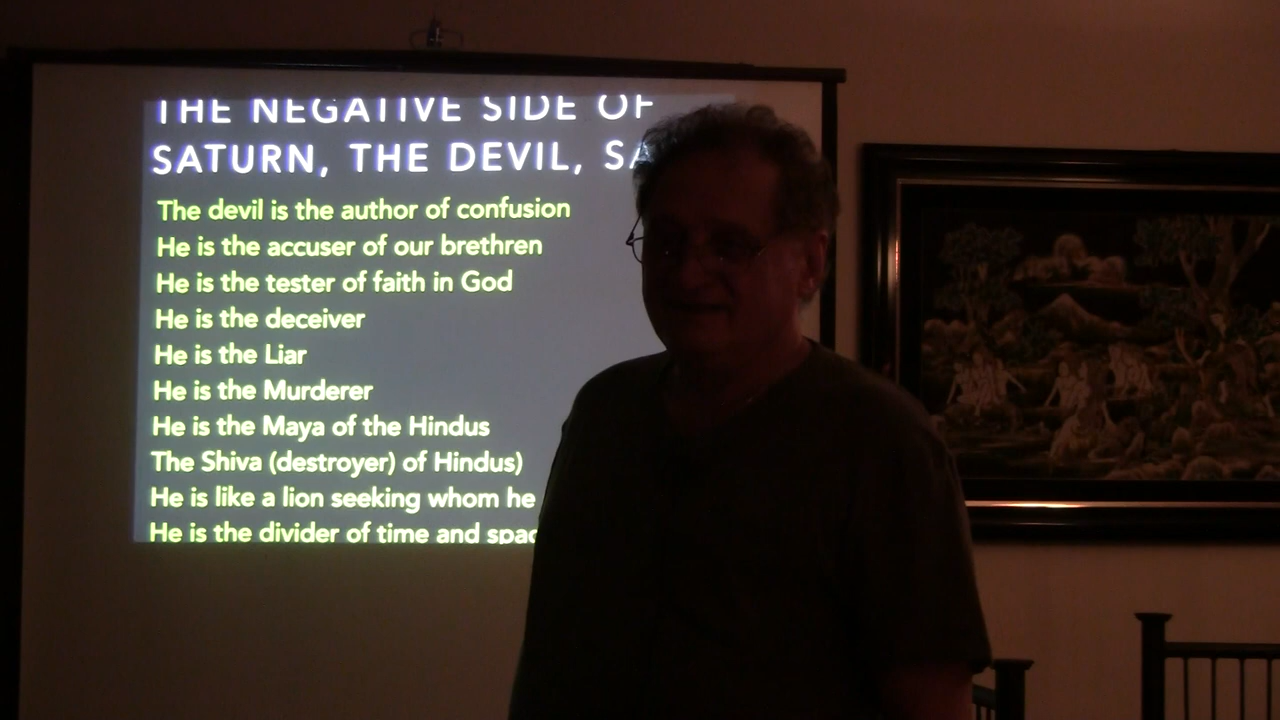 THE NEGATIVE SIDE OF
SATURN, THE DEVIL,
The devil is the author of confusion
He is the accuser of our brethren
He is the tester of faith in God
He is the deceiver
He is the Liar
He is the Murderer
He is the Maya of the Hindus
The Shiva (destroyer) of Hindus)
He is like a lion seeking whom he
He is the divider of time and